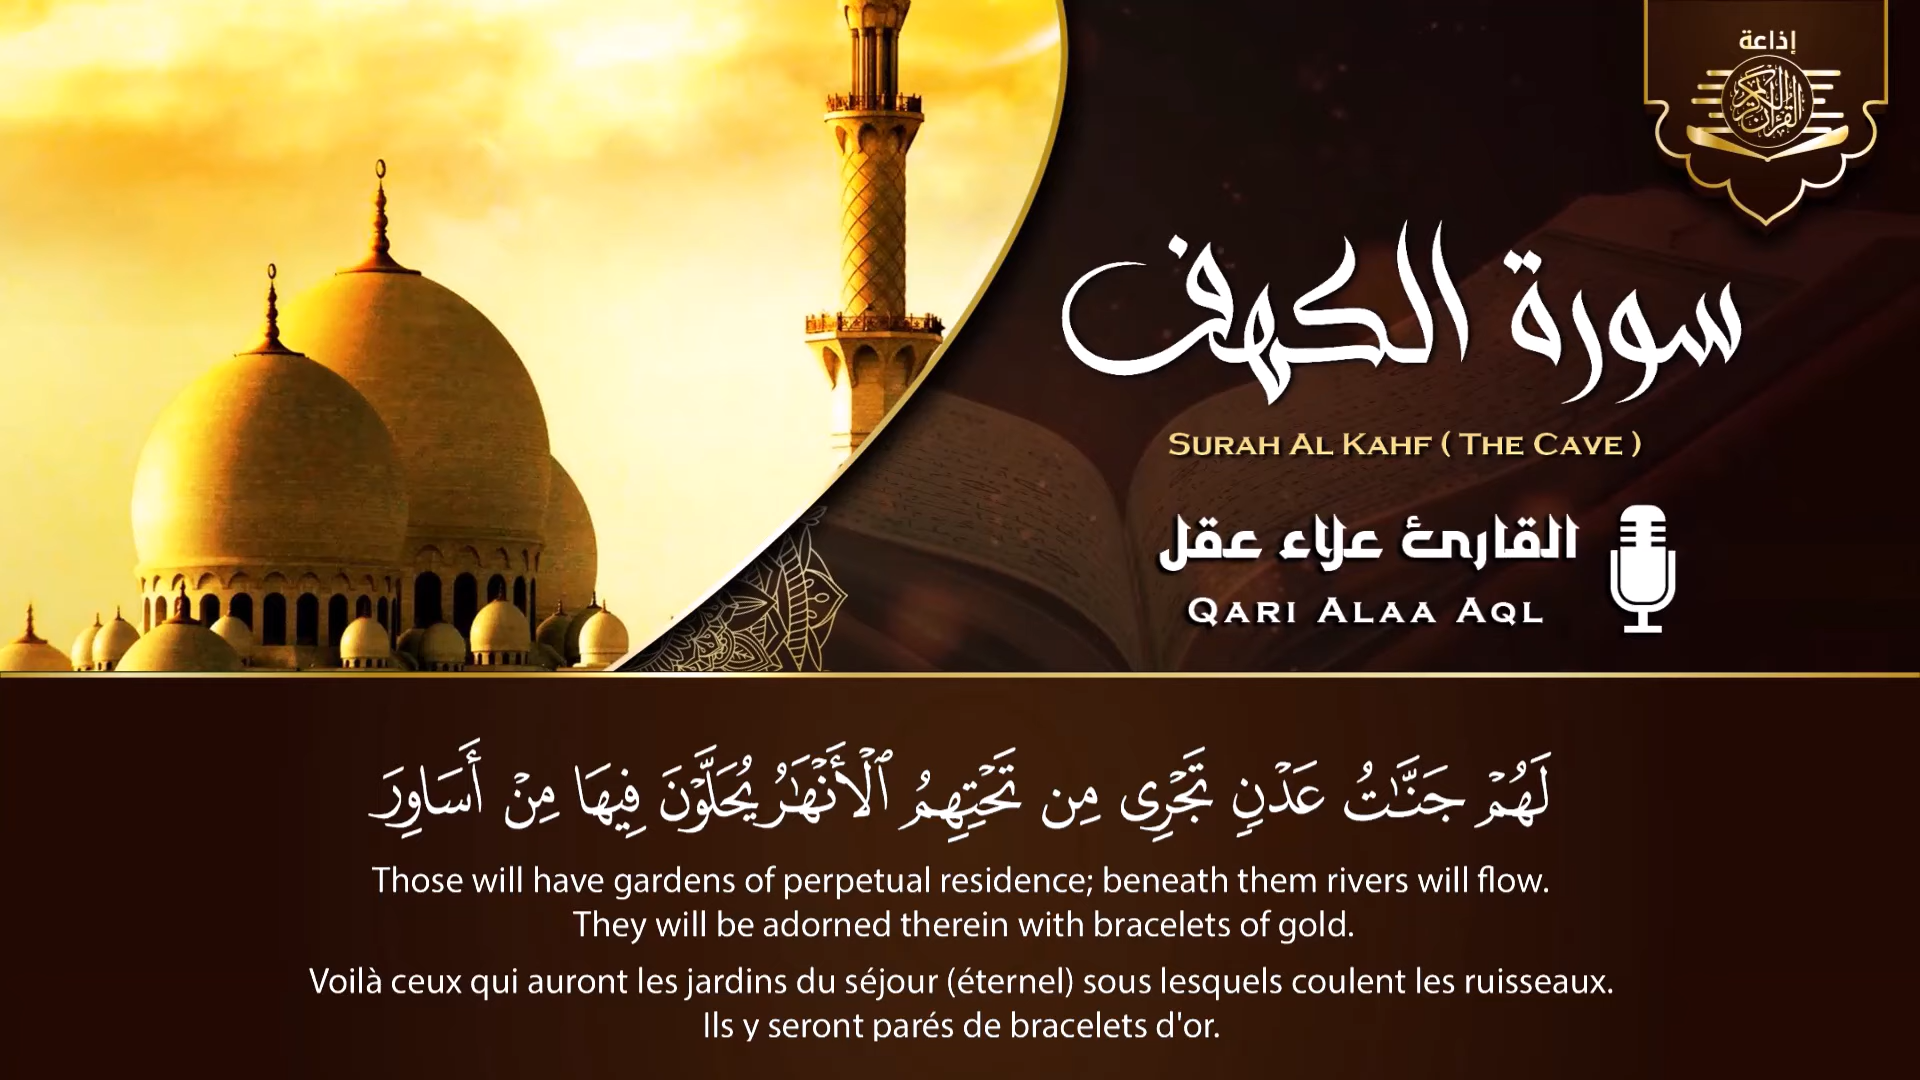 إذاعة
القرآن الكريم
سورة الكهف
SURAH AL KAHF ( THE CAVE )
القارئ علاء عقل
QARI ALAA AQL
لَهُمْ جَنَّـٰتُ عَدْنٍ تَجْرِى مِن تَحْتِهِمُ ٱلْأَنْهَـٰرُ يُحَلَّوْنَ فِيهَا مِنْ أَسَاوِرَ
Those will have gardens of perpetual residence; beneath them rivers will flow.
They will be adorned therein with bracelets of gold.
Voilà ceux qui auront les jardins du séjour (éternel) sous lesquels coulent les ruisseaux.
Ils y seront parés de bracelets d'or.